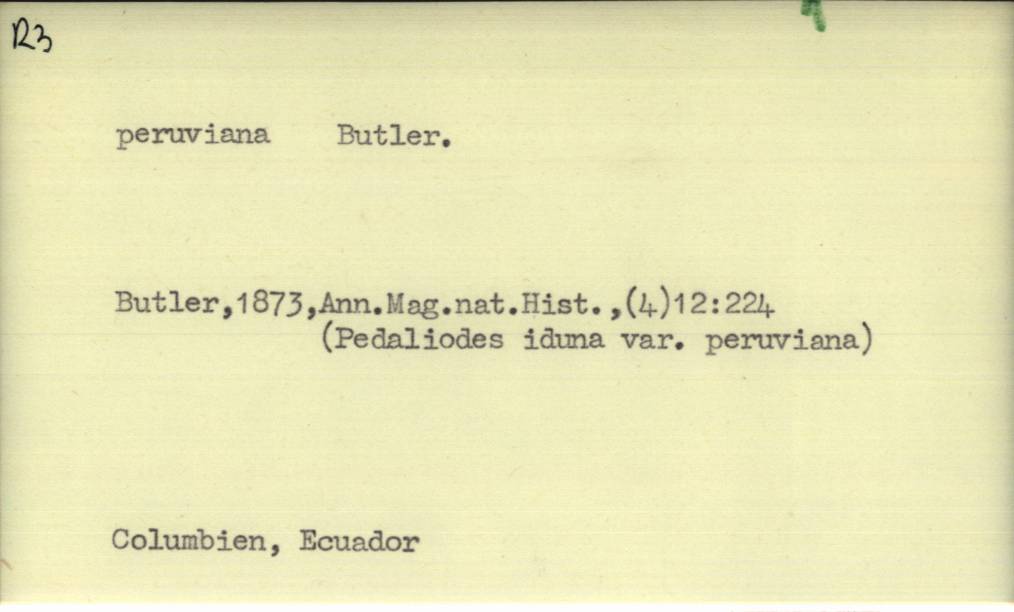 R3
peruviana Butler.
Butler,1873,Ann.Mag.nat.Hist.,(4)12:224
(Pedaliodes iduna var. peruviana)
Columbien, Ecuador